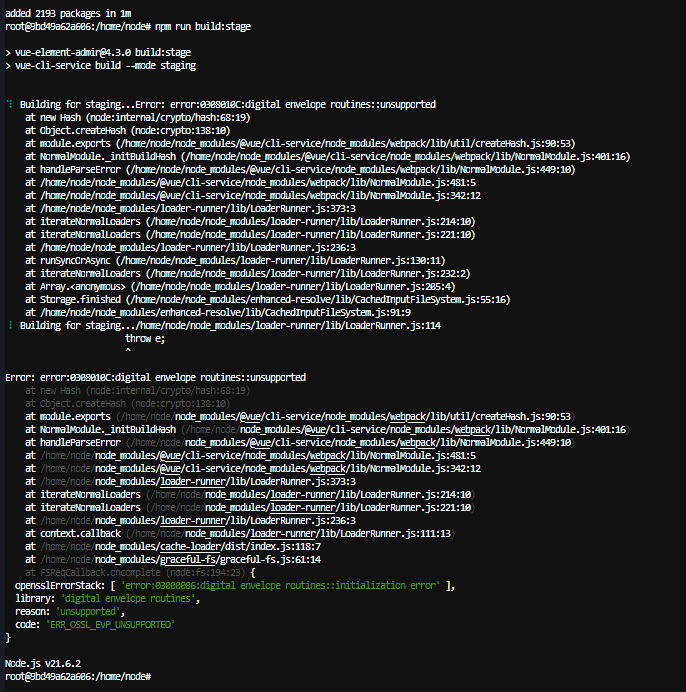 added 2193 packages in 1m
root@9bd49a62a606:/home/node# npm run build:stage
> vue-element-admin@4.3.0 build:stage
> vue-cli-service build --mode staging
Building for staging...Error: error:0308010C:digital envelope routines::unsupported
at new Hash (node:internal/crypto/hash:68:19)
at Object.createHash (node:crypto:138:10)
at module.exports (/home/node/node_modules/@vue/cli-service/node_modules/webpack/lib/util/createHash.js:90:53)
at NormalModule._initBuildHash (/home/node/node_modules/@vue/cli-service/node_modules/webpack/lib/NormalModule.js:401:16)
at handleParseError (/home/node/node_modules/@vue/cli-service/node_modules/webpack/lib/NormalModule.js:449:10)
at /home/node/node_modules/@vue/cli-service/node_modules/webpack/lib/NormalModule.js:481:5
at /home/node/node_modules/@vue/cli-service/node_modules/webpack/lib/NormalModule.js:342:12
at /home/node/node_modules/loader-runner/lib/LoaderRunner.js:373:3
at iterateNormalLoaders (/home/node/node_modules/loader-runner/lib/LoaderRunner.js:214:10)
at iterateNormalLoaders (/home/node/node_modules/loader-runner/lib/LoaderRunner.js:221:10)
at /home/node/node_modules/loader-runner/lib/LoaderRunner.js:236:3
at runSyncOrAsync (/home/node/node_modules/loader-runner/lib/LoaderRunner.js:130:11)
at iterateNormalLoaders (/home/node/node_modules/loader-runner/lib/LoaderRunner.js:232:2)
at Array.<anonymous> (/home/node/node_modules/loader-runner/lib/LoaderRunner.js:205:4)
at Storage.finished (/home/node/node_modules/enhanced-resolve/lib/CachedInputFileSystem.js:55:16)
at /home/node/node_modules/enhanced-resolve/lib/CachedInputFileSystem.js:91:9
Building for staging.../home/node/node_modules/loader-runner/lib/LoaderRunner.js:114
throw e;
^
Error: error:0308010C:digital envelope routines::unsupported
at new Hash (node:internal/crypto/hash:68:19)
at Object.createHash (node:crypto:138:10)
at module.exports (/home/node/node_modules/@vue/cli-service/node_modules/webpack/lib/util/createHash.js:90:53)
at NormalModule._initBuildHash (/home/node/node_modules/@vue/cli-service/node_modules/webpack/lib/NormalModule.js:401:16)
at handleParseError (/home/node/node_modules/@vue/cli-service/node_modules/webpack/lib/NormalModule.js:449:10)
at /home/node/node_modules/@vue/cli-service/node_modules/webpack/lib/NormalModule.js:481:5
at /home/node/node_modules/@vue/cli-service/node_modules/webpack/lib/NormalModule.js:342:12
at /home/node/node_modules/loader-runner/lib/LoaderRunner.js:373:3
at iterateNormalLoaders (/home/node/node_modules/loader-runner/lib/LoaderRunner.js:214:10)
at iterateNormalLoaders (/home/node/node_modules/loader-runner/lib/LoaderRunner.js:221:10)
at /home/node/node_modules/loader-runner/lib/LoaderRunner.js:236:3
at context.callback (/home/node/node_modules/loader-runner/lib/LoaderRunner.js:111:13)
at /home/node/node_modules/cache-loader/dist/index.js:118:7
at /home/node/node_modules/graceful-fs/graceful-fs.js:61:14
at FSReqCallback.oncomplete (node:fs:194:23) {
opensslErrorStack: [ 'error:03000086:digital envelope routines::initialization error' ],
library: 'digital envelope routines',
reason: 'unsupported',
code: 'ERR_OSSL_EVP_UNSUPPORTED'
}
Node.js v21.6.2
root@9bd49a62a606:/home/node#